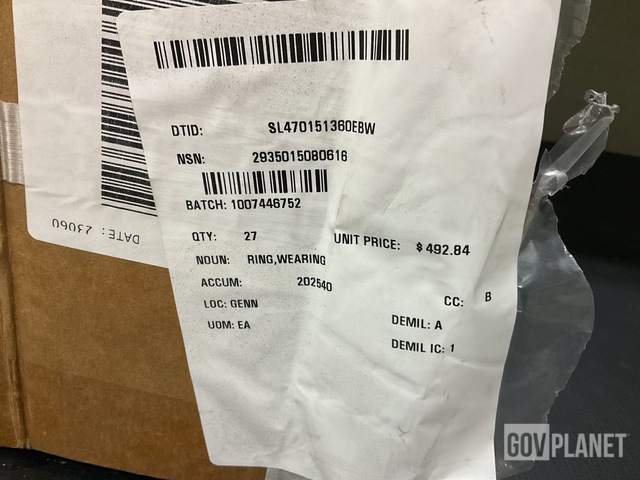 DTID: SL470151360EBW
NSN: 2935015080616
BATCH: 1007446752
QTY: 27 UNIT PRICE: $ 492.84
NOUN: RING,WEARING
ACCUM: 202540
LOC: GENN CC: B
UOM: EA DEMIL: A
DEMIL IC: 1
DATE: 23060
GOVPLANET